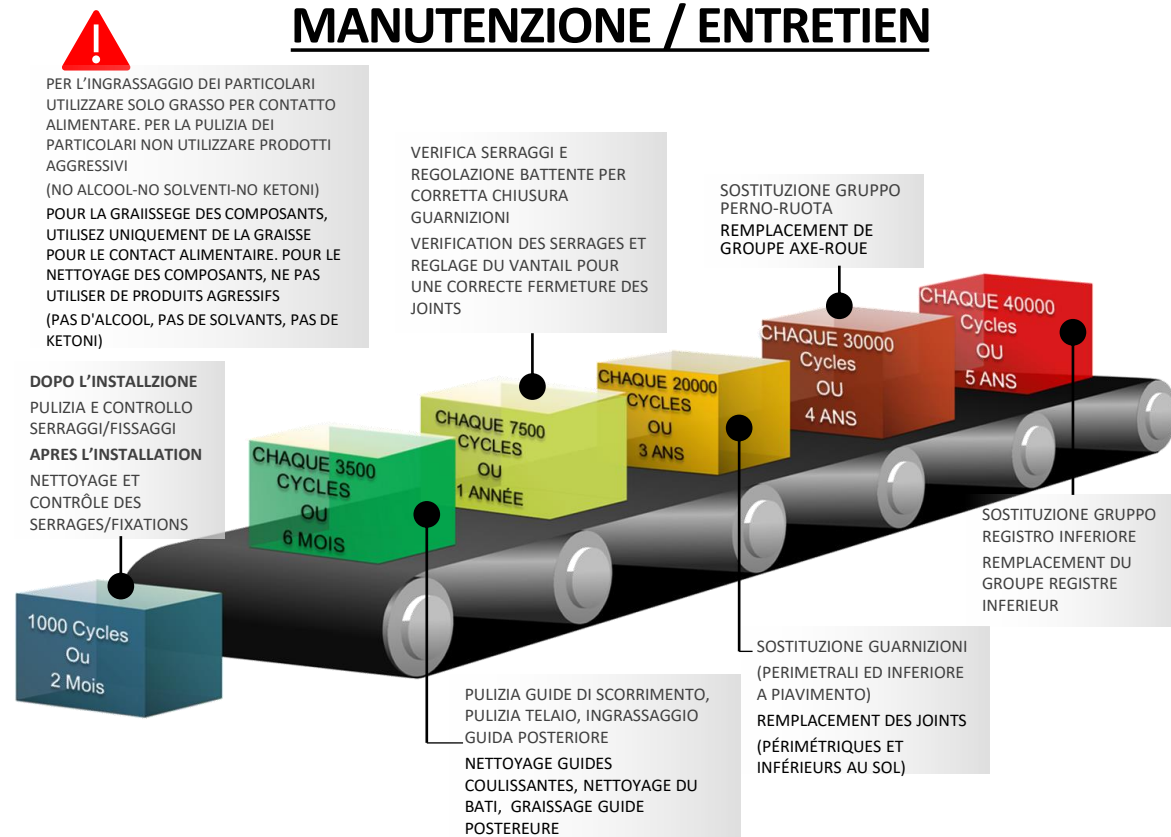 MANUTENZIONE / ENTRETIEN
PER L'INGRASSAGGIO DEI PARTICOLARI
UTILIZZARE SOLO GRASSO PER CONTATTO
ALIMENTARE. PER LA PULIZIA DEI
PARTICOLARI NON UTILIZZARE PRODOTTI
AGGRESSIVI
(NO ALCOOL-NO SOLVENTI-NO KETONI)
POUR LA GRAIISSEGE DES COMPOSANTS,
UTILISEZ UNIQUEMENT DE LA GRAISSE
POUR LE CONTACT ALIMENTAIRE. POUR LE
NETTOYAGE DES COMPOSANTS, NE PAS
UTILISER DE PRODUITS AGRESSIFS
(PAS D'ALCOOL, PAS DE SOLVANTS, PAS DE
KETONI)
DOPO L'INSTALLZIONE
PULIZIA E CONTROLLO
SERRAGGI/FISSAGGI
APRES L'INSTALLATION
NETTOYAGE ET
CONTRÔLE DES
SERRAGES/FIXATIONS
1000 Cycles
Ou
2 Mois
CHAQUE 3500
CYCLES
OU
6 MOIS
PULIZIA GUIDE DI SCORRIMENTO,
PULIZIA TELAIO, INGRASSAGGIO
GUIDA POSTERIORE
NETTOYAGE GUIDES
COULISSANTES, NETTOYAGE DU
BATI, GRAISSAGE GUIDE
POSTEREURE
VERIFICA SERRAGGI E
REGOLAZIONE BATTENTE PER
CORRETTA CHIUSURA
GUARNIZIONI
VERIFICATION DES SERRAGES ET
REGLAGE DU VANTAIL POUR
UNE CORRECTE FERMETURE DES
JOINTS
CHAQUE 7500
CYCLES
OU
1 ANNÉE
CHAQUE 20000
CYCLES
OU
3 ANS
SOSTITUZIONE GUARNIZIONI
(PERIMETRALI ED INFERIORE
A PIAVIMENTO)
REMPLACEMENT DES JOINTS
(PÉRIMÉTRIQUES ET
INFÉRIEURS AU SOL)
SOSTITUZIONE GRUPPO
PERNO-RUOTA
REMPLACEMENT DE
GROUPE AXE-ROUE
CHAQUE 30000
Cycles
OU
4 ANS
CHAQUE 40000
Cycles
OU
5 ANS
SOSTITUZIONE GRUPPO
REGISTRO INFERIORE
REMPLACEMENT DU
GROUPE REGISTRE
INFERIEUR